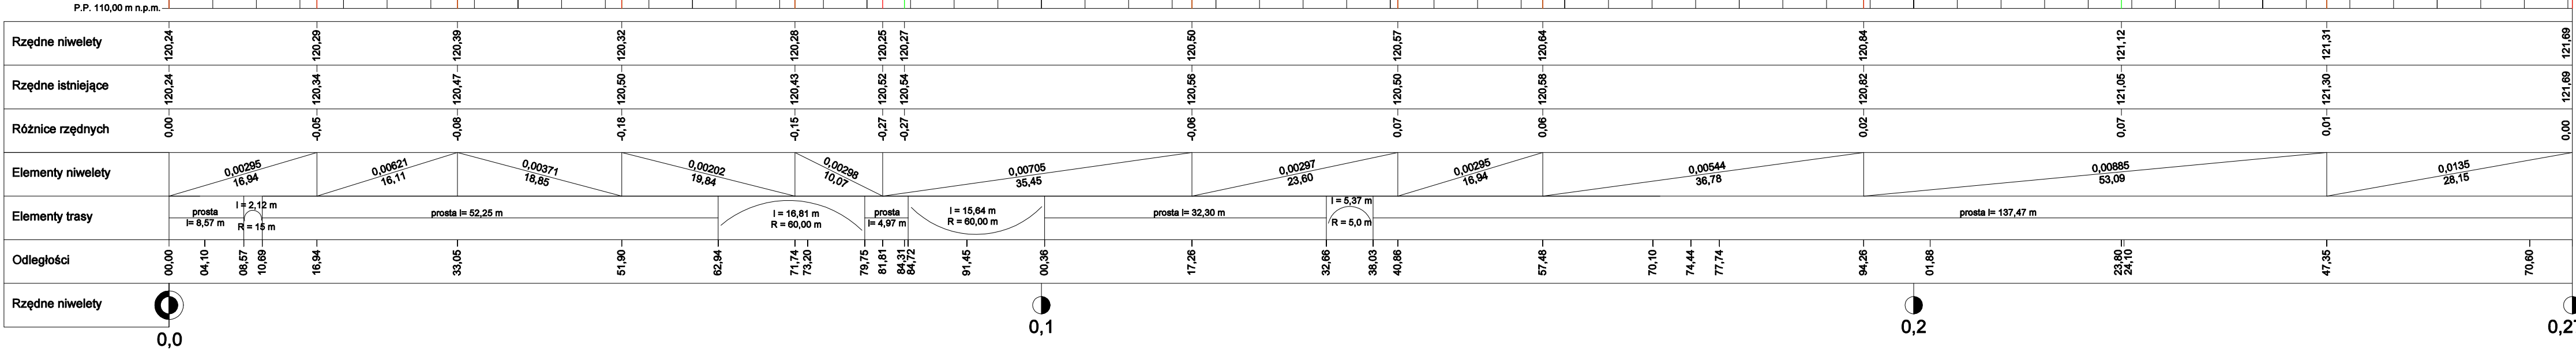 P.P. 110,00 m n.p.m.
Rzędne niwelety
120,24 120,29 120,39 120,32 120,28 120,25 120,27 120,50 120,57 120,64 120,84 121,12 121,31 121,69
Rzędne istniejące
120,24 120,34 120,47 120,50 120,43 120,52 120,54 120,56 120,50 120,58 120,82 121,05 121,30 121,69
Różnice rzędnych
0,00 -0,05 -0,08 -0,18 -0,15 -0,27 -0,27 -0,06 0,07 0,06 0,02 0,07 0,01 0,00
Elementy niwelety
0,00295 0,00621 0,00371 0,00202 0,00298 0,00705 0,00297 0,00295 0,00544 0,00885 0,0135
16,94 16,11 18,85 19,84 10,07 35,45 23,60 16,94 36,78 53,09 28,15
Elementy trasy
prosta
l= 8,57 m
l = 2,12 m
R = 15 m
prosta l= 52,25 m
l = 16,81 m
R = 60,00 m
prosta
l= 4,97 m
l = 15,64 m
R = 60,00 m
prosta l= 32,30 m
l = 5,37 m
R = 5,0 m
prosta l= 137,47 m
Odległości
00,00 04,10 08,57 10,69 16,94 33,05 51,90 62,94 71,74 73,20 79,75 81,81 84,31 84,72 91,45 00,36 17,26 32,66 38,03 40,86 57,48 70,10 74,44 77,74 94,26 01,88 23,80 24,10 47,35 70,60
Rzędne niwelety
0,0 0,1 0,2